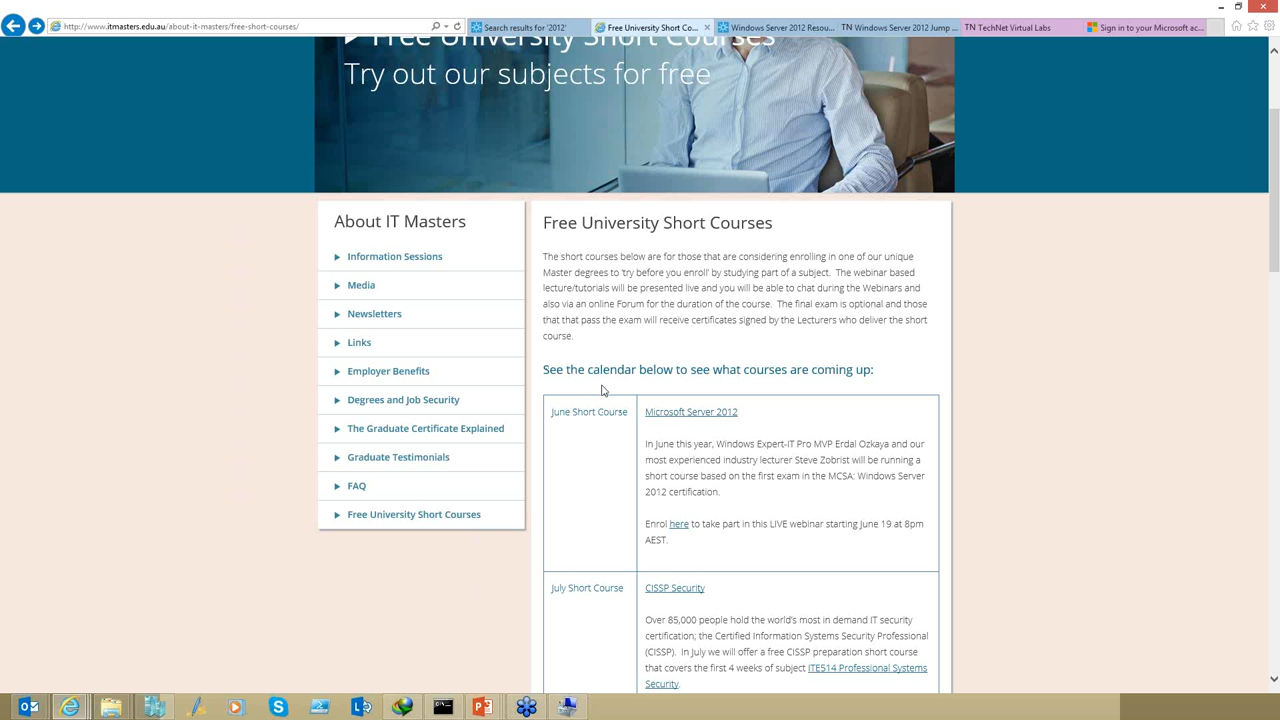 http://www.itmasters.edu.au/about-it-masters/free-short-courses/
Search results for '2012'
Free University Short Co...
Windows Server 2012 Resou...
TN Windows Server 2012 Jump ...
TN TechNet Virtual Labs
Sign in to your Microsoft ac...
Free University Short Courses
Try out our subjects for free
About IT Masters
Information Sessions
Media
Newsletters
Links
Employer Benefits
Degrees and Job Security
The Graduate Certificate Explained
Graduate Testimonials
FAQ
Free University Short Courses
Free University Short Courses
The short courses below are for those that are considering enrolling in one of our unique
Master degrees to 'try before you enroll' by studying part of a subject. The webinar based
lecture/tutorials will be presented live and you will be able to chat during the Webinars and
also via an online Forum for the duration of the course. The final exam is optional and those
that that pass the exam will receive certificates signed by the Lecturers who deliver the short
course.
See the calendar below to see what courses are coming up:
June Short Course
Microsoft Server 2012
In June this year, Windows Expert-IT Pro MVP Erdal Ozkaya and our
most experienced industry lecturer Steve Zobrist will be running a
short course based on the first exam in the MCSA: Windows Server
2012 certification.
Enrol here to take part in this LIVE webinar starting June 19 at 8pm
AEST.
July Short Course
CISSP Security
Over 85,000 people hold the world's most in demand IT security
certification; the Certified Information Systems Security Professional
(CISSP). In July we will offer a free CISSP preparation short course
that covers the first 4 weeks of subject ITE514 Professional Systems
Security.